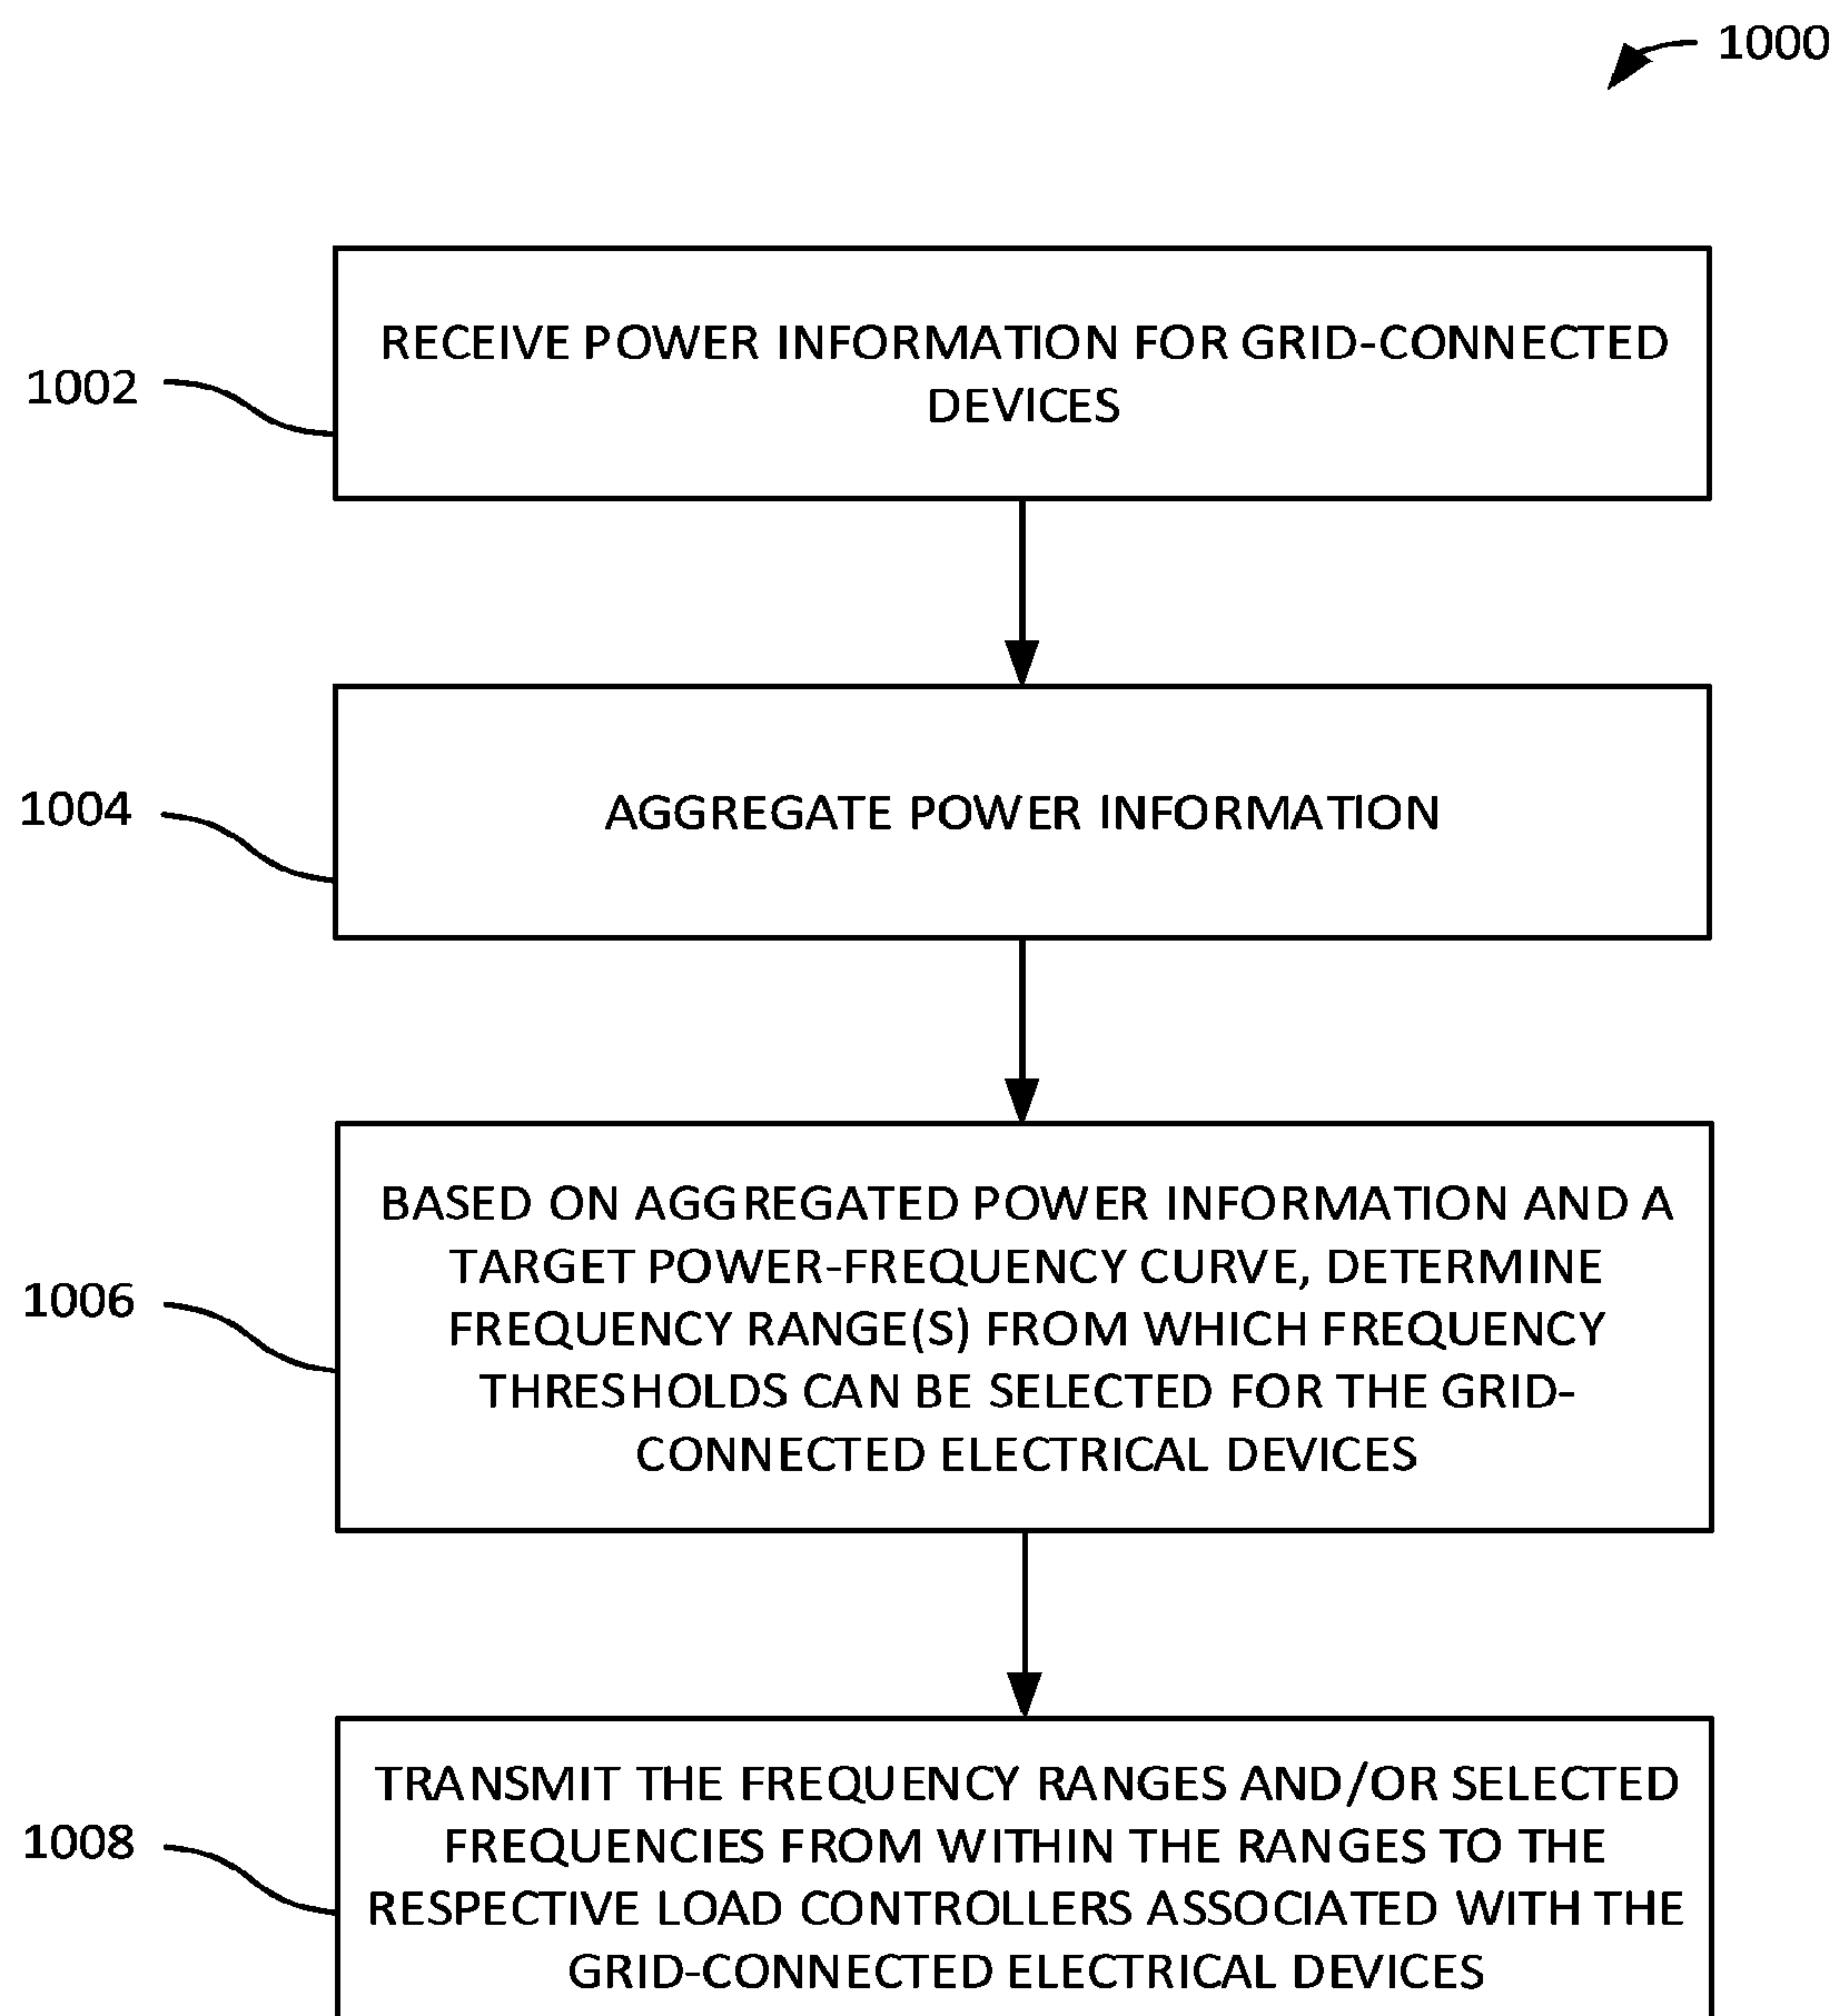 1000
1002
RECEIVE POWER INFORMATION FOR GRID-CONNECTED
DEVICES
1004
AGGREGATE POWER INFORMATION
1006
BASED ON AGGREGATED POWER INFORMATION AND A
TARGET POWER-FREQUENCY CURVE, DETERMINE
FREQUENCY RANGE(S) FROM WHICH FREQUENCY
THRESHOLDS CAN BE SELECTED FOR THE GRID-
CONNECTED ELECTRICAL DEVICES
1008
TRANSMIT THE FREQUENCY RANGES AND/OR SELECTED
FREQUENCIES FROM WITHIN THE RANGES TO THE
RESPECTIVE LOAD CONTROLLERS ASSOCIATED WITH THE
GRID-CONNECTED ELECTRICAL DEVICES